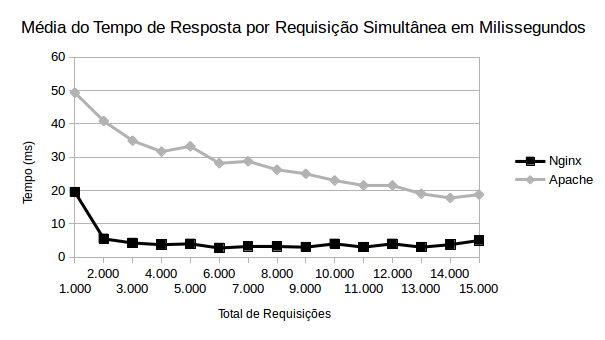 Média do Tempo de Resposta por Requisição Simultânea em Milissegundos
60
50
40
30
20
10
0
Tempo (ms)
Nginx
Apache
2.000 4.000 6.000 8.000 10.000 12.000 14.000
1.000 3.000 5.000 7.000 9.000 11.000 13.000 15.000
Total de Requisições